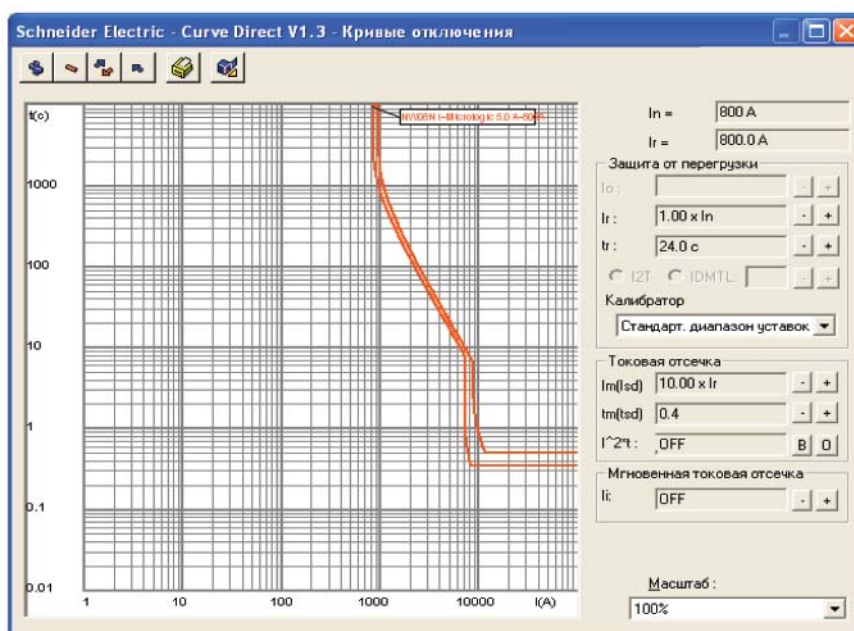 Schneider Electric - Curve Direct V1.3 - Кривые отключения
t(c)
1000
100
10
1
0.1
0.01
1
10
100
1000
10000
I(A)
In =
800 A
Ir =
800.0 A
Защита от перегрузки
Io :
Ir :
1.00 x In
- +
tr :
24.0 c
- +
I2T
IDMTL:
- +
Калибратор
Стандарт. диапазон уставок
Токовая отсечка
Im(Isd)
10.00 x Ir
- +
tm(tsd)
0.4
- +
I^2*t :
OFF
B O
Мгновенная токовая отсечка
Ii:
OFF
- +
Масштаб :
100%